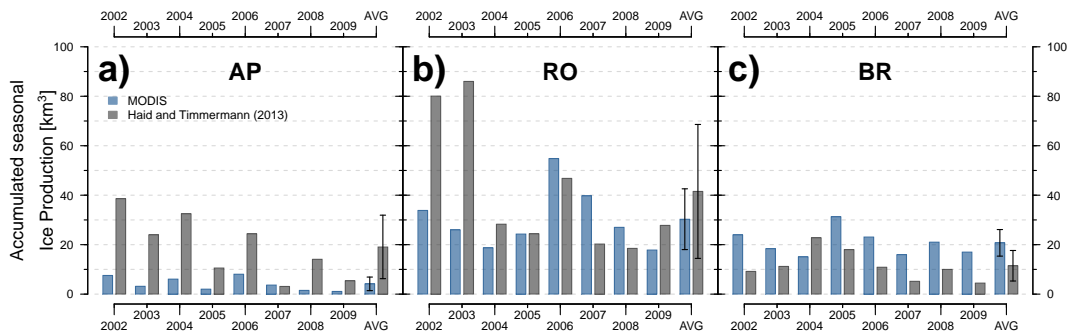 2002 2004 2006 2008 AVG 2002 2004 2006 2008 AVG 2002 2004 2006 2008 AVG
2003 2005 2007 2009 2003 2005 2007 2009 2003 2005 2007 2009
Accumulated seasonal
Ice Production [km³]
100
80
60
40
20
0
a) AP
MODIS
Haid and Timmermann (2013)
b) RO
c) BR
100
80
60
40
20
0
2003 2005 2007 2009 2003 2005 2007 2009 2003 2005 2007 2009
2002 2004 2006 2008 AVG 2002 2004 2006 2008 AVG 2002 2004 2006 2008 AVG